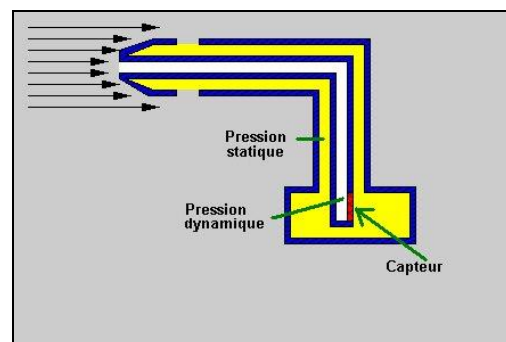 Pression
statique
Pression
dynamique
Capteur